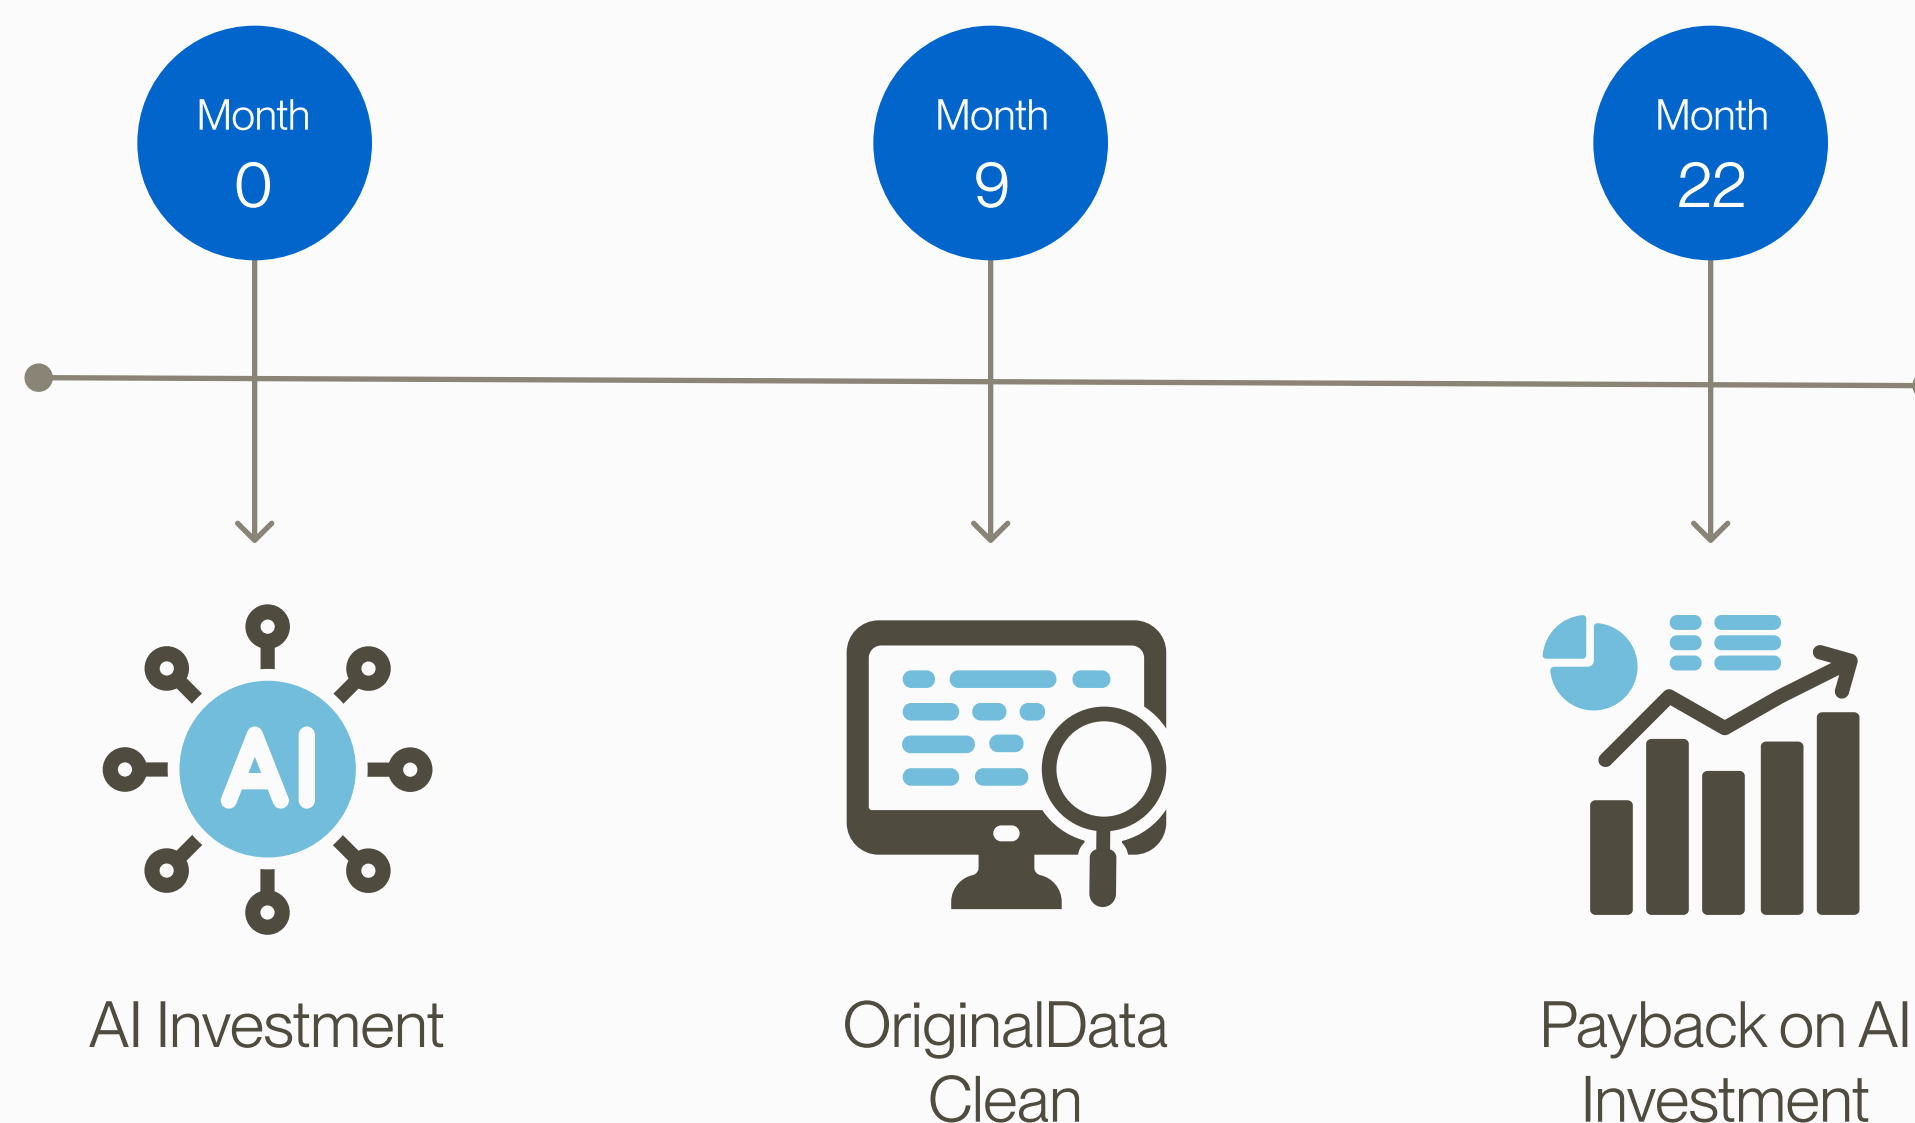 Month
0
Month
9
Month
22
AI
AI Investment
OriginalData
Clean
Payback on AI
Investment